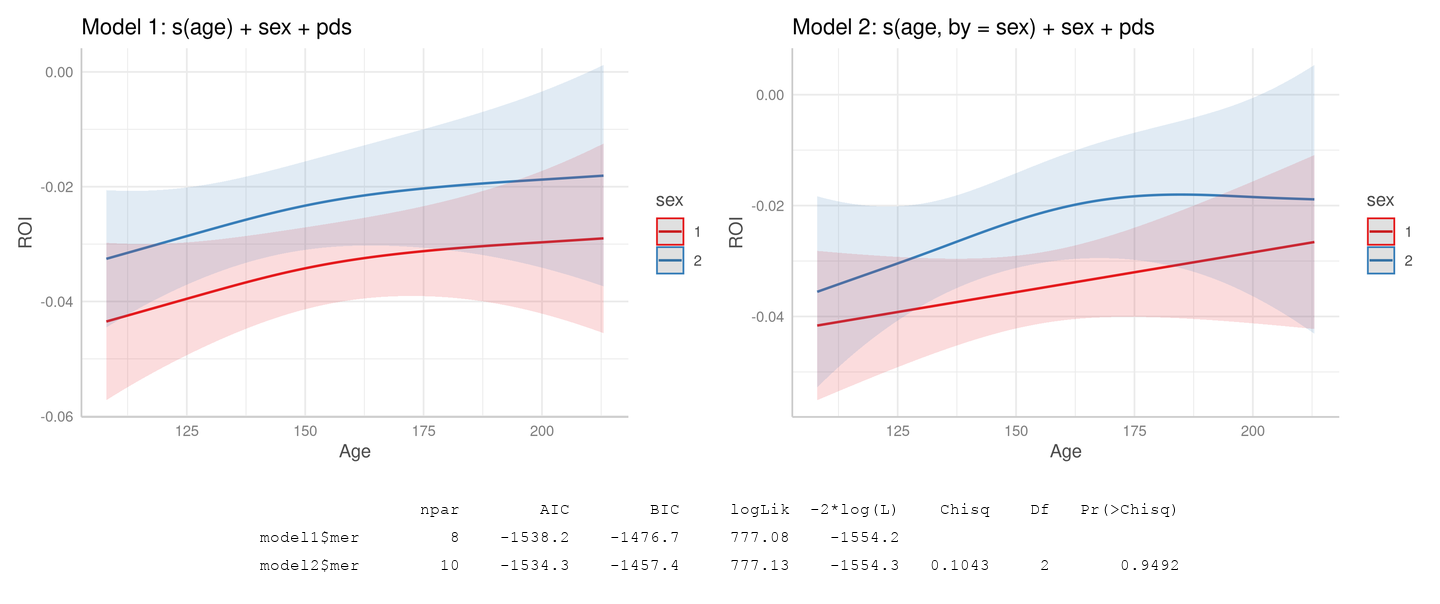 Model 1: s(age) + sex + pds
0.00
-0.02
-0.04
-0.06
ROI
125 150 175 200
Age
sex
1
2
Model 2: s(age, by = sex) + sex + pds
0.00
-0.02
-0.04
ROI
125 150 175 200
Age
sex
1
2
npar AIC BIC logLik -2*log(L) Chisq Df Pr(>Chisq)
model1$mer 8 -1538.2 -1476.7 777.08 -1554.2
model2$mer 10 -1534.3 -1457.4 777.13 -1554.3 0.1043 2 0.9492